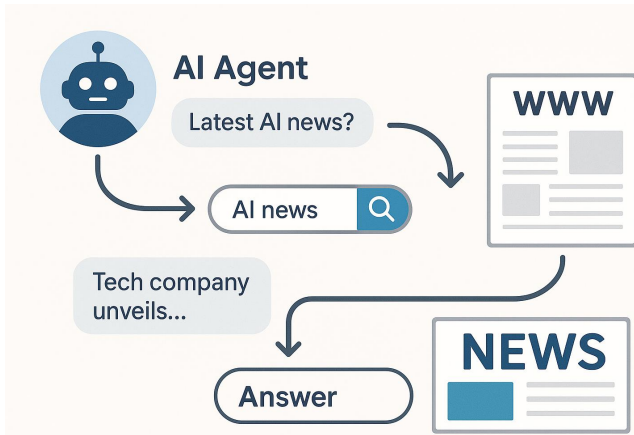 AI Agent
Latest AI news?
WWW
AI news
Tech company
unveils...
NEWS
Answer